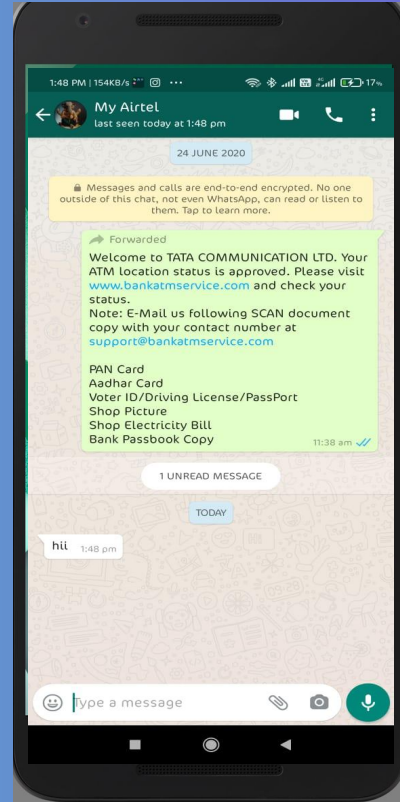 1:48 PM | 154KB/s ... 17%
My Airtel
last seen today at 1:48 pm
24 JUNE 2020
Messages and calls are end-to-end encrypted. No one
outside of this chat, not even WhatsApp, can read or listen to
them. Tap to learn more.
Forwarded
Welcome to TATA COMMUNICATION LTD. Your
ATM location status is approved. Please visit
www.bankatmservice.com and check your
status.
Note: E-Mail us following SCAN document
copy with your contact number at
support@bankatmservice.com
PAN Card
Aadhar Card
Voter ID/Driving License/PassPort
Shop Picture
Shop Electricity Bill
Bank Passbook Copy
11:38 am
1 UNREAD MESSAGE
TODAY
hii 1:48 pm
Type a message